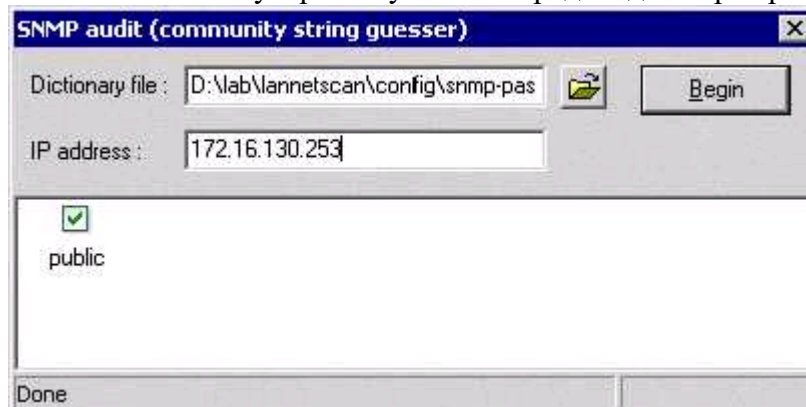 SNMP audit (community string guesser)
Dictionary file : D:\lab\lannetscan\config\snmp-pas
Begin
IP address : 172.16.130.253
public
Done